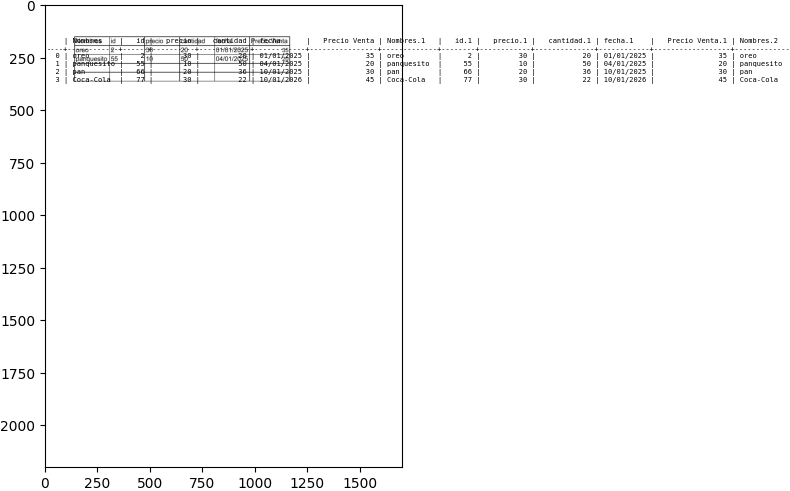 | Nombres | id | precio | cantidad | fecha | Precio Venta | Nombres.1 | id.1 | precio.1 | cantidad.1 | fecha.1 | Precio Venta.1 | Nombres.2
0 | oreo | 2 | 30 | 20 | 01/01/2025 | 35 | oreo | 2 | 30 | 20 | 01/01/2025 | 35 | oreo
1 | panquesito | 55 | 10 | 50 | 04/01/2025 | 20 | panquesito | 55 | 10 | 50 | 04/01/2025 | 20 | panquesito
2 | pan | 66 | 20 | 36 | 10/01/2025 | 30 | pan | 66 | 20 | 36 | 10/01/2025 | 30 | pan
3 | Coca-Cola | 77 | 30 | 22 | 10/01/2026 | 45 | Coca-Cola | 77 | 30 | 22 | 10/01/2026 | 45 | Coca-Cola
0
250
500
750
1000
1250
1500
1750
2000
0 250 500 750 1000 1250 1500